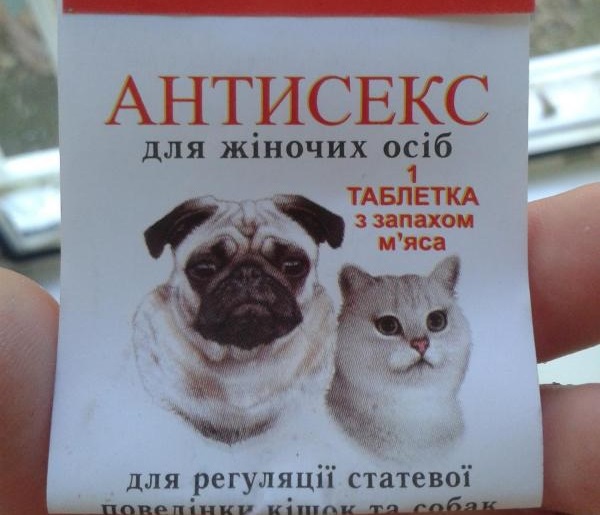 АНТИСЕКС
для жіночих осіб
1
ТАБЛЕТКА
з запахом
м'яса
для регуляції статевої
поведінки кішок та собак